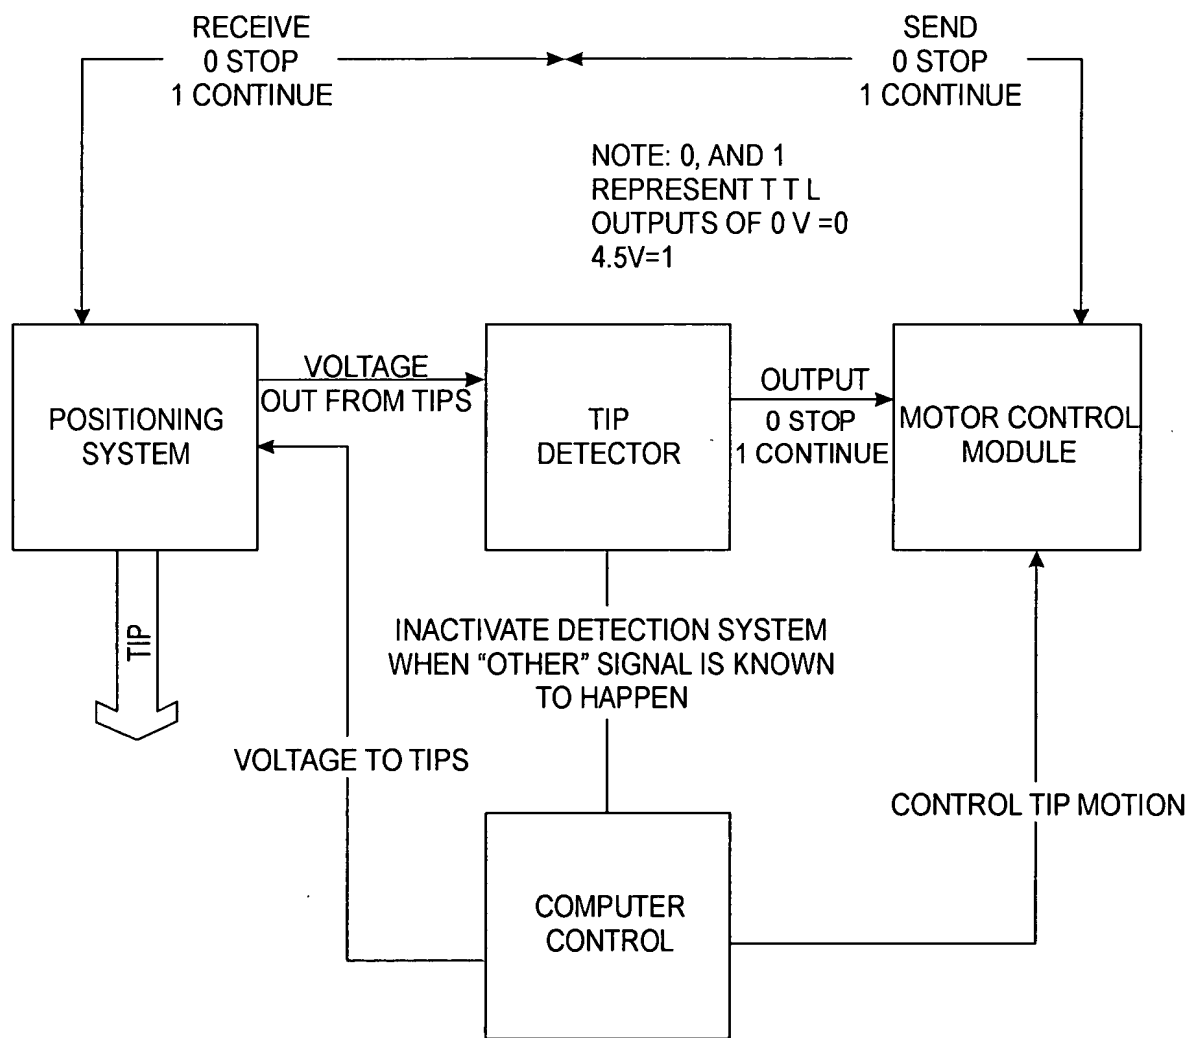 RECEIVE
0 STOP
1 CONTINUE
SEND
0 STOP
1 CONTINUE
NOTE: 0, AND 1
REPRESENT T T L
OUTPUTS OF 0 V =0
4.5V=1
POSITIONING
SYSTEM
VOLTAGE
OUT FROM TIPS
TIP
DETECTOR
OUTPUT
0 STOP
1 CONTINUE
MOTOR CONTROL
MODULE
TIP
INACTIVATE DETECTION SYSTEM
WHEN “OTHER” SIGNAL IS KNOWN
TO HAPPEN
VOLTAGE TO TIPS
CONTROL TIP MOTION
COMPUTER
CONTROL